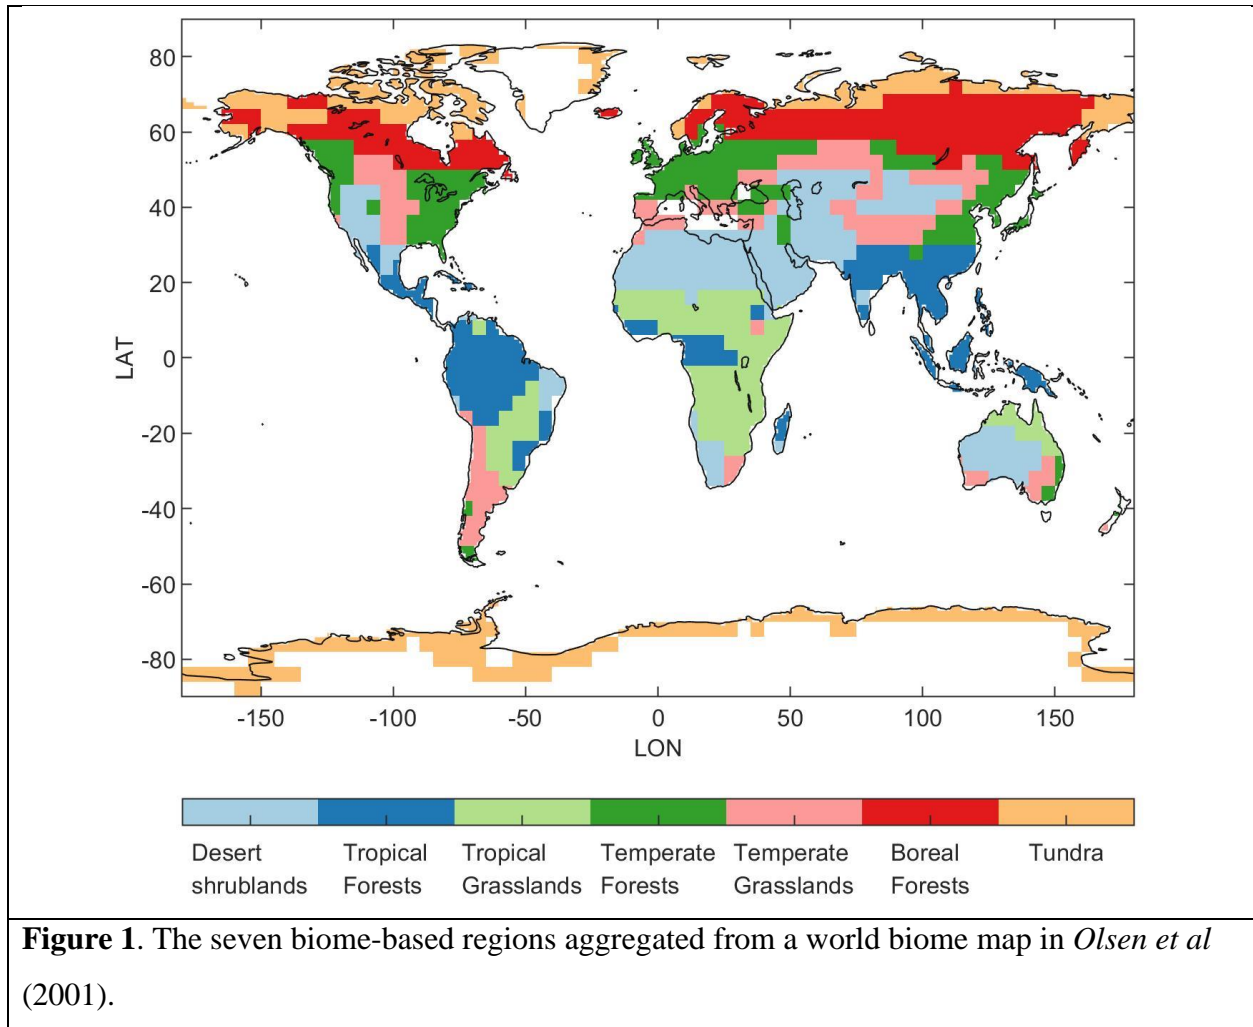 80
60
40
20
0
-20
-40
-60
-80
LAT
-150
-100
-50
0
50
100
150
LON
Desert
shrublands
Tropical
Forests
Tropical
Grasslands
Temperate
Forests
Temperate
Grasslands
Boreal
Forests
Tundra
Figure 1. The seven biome-based regions aggregated from a world biome map in Olsen et al
(2001).